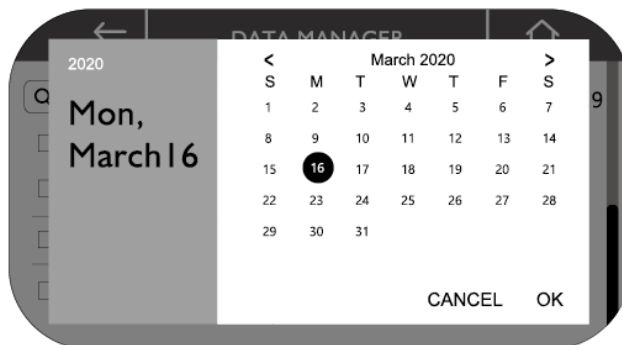 DATA MANAGER
2020
Mon,
March16
< March 2020 >
S M T W T F S
1 2 3 4 5 6 7
8 9 10 11 12 13 14
15 16 17 18 19 20 21
22 23 24 25 26 27 28
29 30 31
CANCEL OK
9